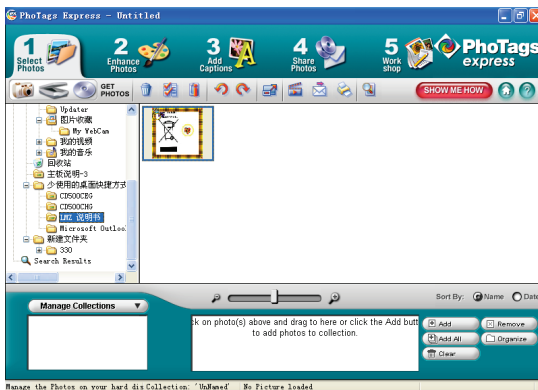 PhoTags Express - Untitled
1 Select Photos
2 Enhance Photos
3 Add Captions
4 Share Photos
5 Work shop
PhoTags express
GET PHOTOS
SHOW ME HOW
Updater
图片收藏
My WebCam
我的视频
我的音乐
回收站
主板说明-3
少使用的桌面快捷方式
CD500CEG
CD500CHG
LMZ 说明书
Microsoft Outloo
新建文件夹
330
Search Results
Sort By: Name Date
Manage Collections
ck on photo(s) above and drag to here or click the Add butt
to add photos to collection.
Add
Remove
Add All
Organize
Clear
Manage the Photos on your hard dis Collection: 'UnNamed' No Picture loaded